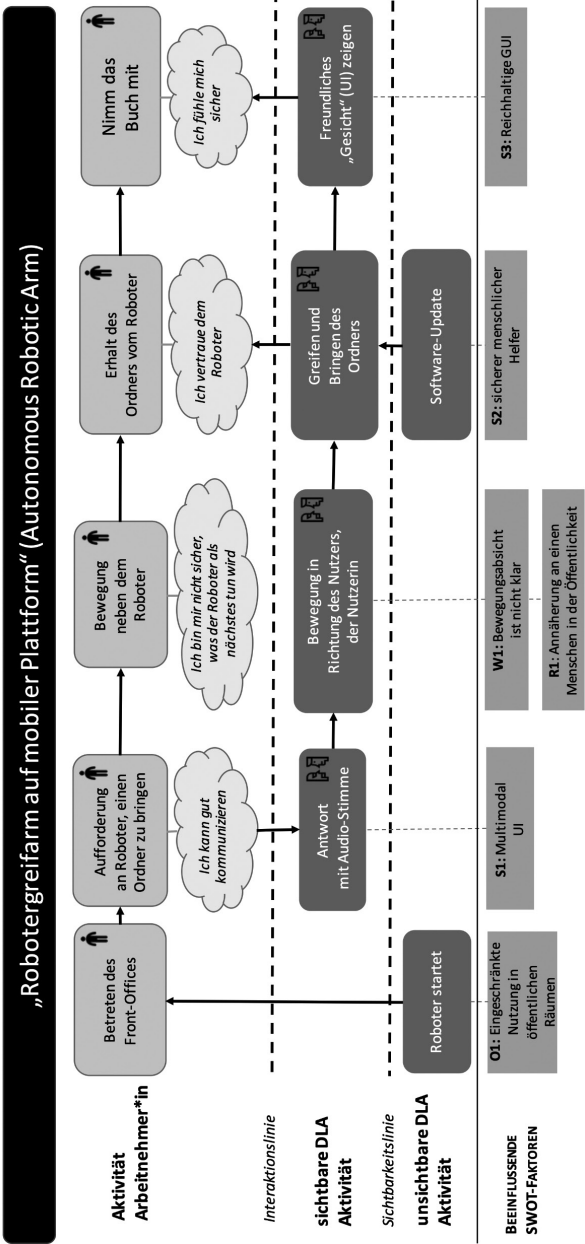 „Robotergreifarm auf mobiler Plattform“ (Autonomous Robotic Arm)
Aktivität
Arbeitnehmer*in
Betreten des
Front-Offices
Aufforderung
an Roboter, einen
Ordner zu bringen
Bewegung
neben dem
Roboter
Erhalt des
Ordners vom Roboter
Nimm das
Buch mit
Ich kann gut
kommunizieren
Ich bin mir nicht sicher,
was der Roboter als
nächstes tun wird
Ich vertraue dem
Roboter
Ich fühle mich
sicher
Interaktionslinie
sichtbare DLA
Aktivität
Antwort
mit Audio-Stimme
Bewegung in
Richtung des Nutzers,
der Nutzerin
Greifen und
Bringen des
Ordners
Freundliches
„Gesicht“ (UI) zeigen
Sichtbarkeitslinie
unsichtbare DLA
Aktivität
Roboter startet
Software-Update
BEEINFLUSSENDE
SWOT-FAKTOREN
O1: Eingeschränkte
Nutzung in
öffentlichen
Räumen
S1: Multimodal
UI
W1: Bewegungsabsicht
ist nicht klar
R1: Annäherung an einen
Menschen in der Öffentlichkeit
S2: sicherer menschlicher
Helfer
S3: Reichhaltige GUI